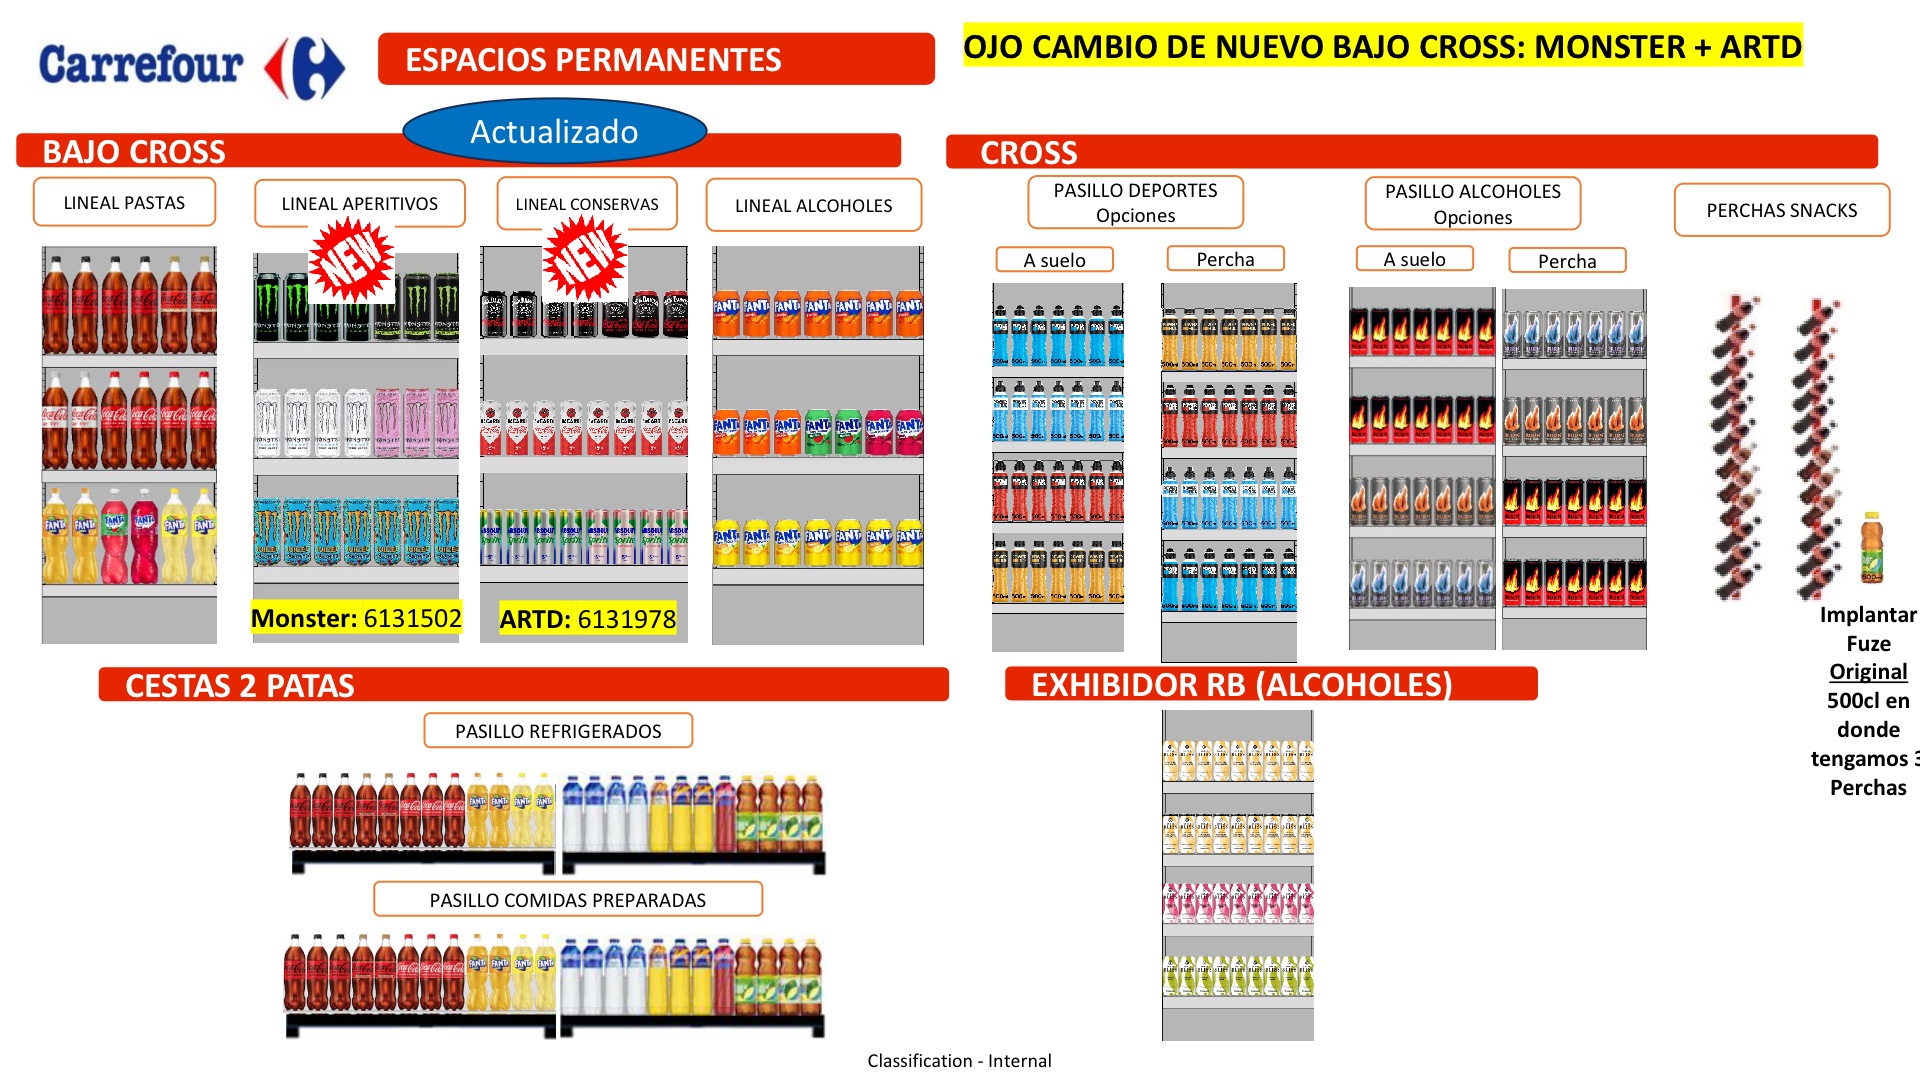 Carrefour
ESPACIOS PERMANENTES
OJO CAMBIO DE NUEVO BAJO CROSS: MONSTER + ARTD
Actualizado
BAJO CROSS
CROSS
LINEAL PASTAS
LINEAL APERITIVOS
LINEAL CONSERVAS
LINEAL ALCOHOLES
NEW
NEW
PASILLO DEPORTES
Opciones
PASILLO ALCOHOLES
Opciones
PERCHAS SNACKS
A suelo
Percha
A suelo
Percha
Monster: 6131502
ARTD: 6131978
Implantar
Fuze
Original
500cl en
donde
tengamos 3
Perchas
CESTAS 2 PATAS
EXHIBIDOR RB (ALCOHOLES)
PASILLO REFRIGERADOS
PASILLO COMIDAS PREPARADAS
Classification - Internal